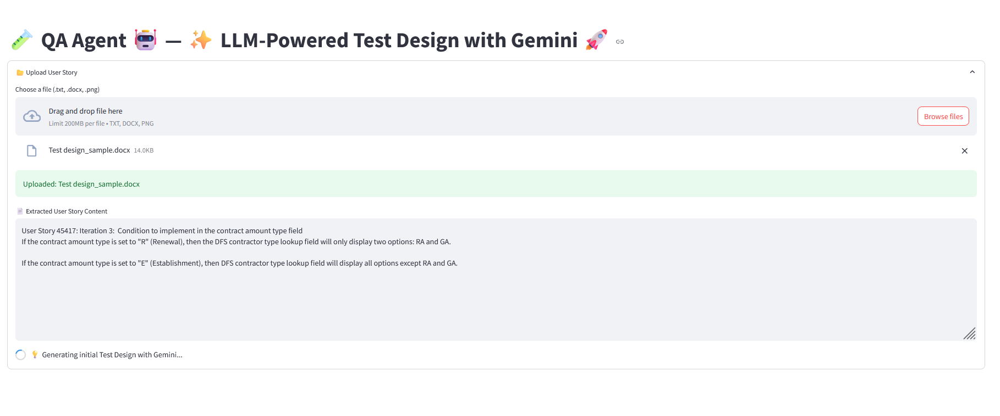 QA Agent — LLM-Powered Test Design with Gemini
Upload User Story
Choose a file (.txt, .docx, .png)
Drag and drop file here
Limit 200MB per file • TXT, DOCX, PNG
Browse files
Test design_sample.docx 14.0KB
Uploaded: Test design_sample.docx
Extracted User Story Content
User Story 45417: Iteration 3:  Condition to implement in the contract amount type field
If the contract amount type is set to "R" (Renewal), then the DFS contractor type lookup field will only display two options: RA and GA.
If the contract amount type is set to "E" (Establishment), then DFS contractor type lookup field will display all options except RA and GA.
Generating initial Test Design with Gemini...